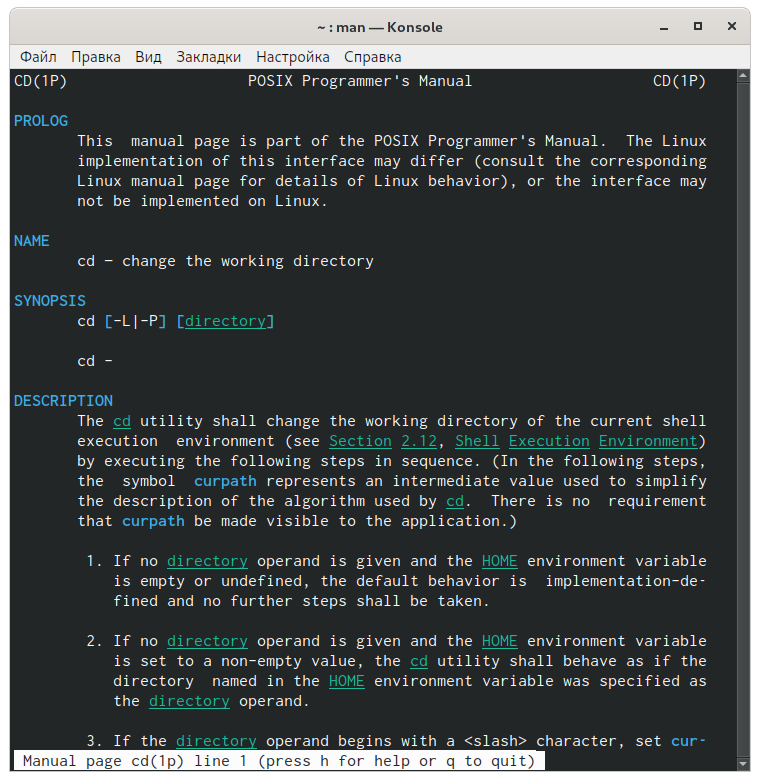 ~ : man — Konsole
Файл Правка Вид Закладки Настройка Справка
CD(1P) POSIX Programmer's Manual CD(1P)
PROLOG
This manual page is part of the POSIX Programmer's Manual. The Linux
implementation of this interface may differ (consult the corresponding
Linux manual page for details of Linux behavior), or the interface may
not be implemented on Linux.
NAME
cd — change the working directory
SYNOPSIS
cd [-L|-P] [directory]
cd -
DESCRIPTION
The cd utility shall change the working directory of the current shell
execution environment (see Section 2.12, Shell Execution Environment)
by executing the following steps in sequence. (In the following steps,
the symbol curpath represents an intermediate value used to simplify
the description of the algorithm used by cd. There is no requirement
that curpath be made visible to the application.)
1. If no directory operand is given and the HOME environment variable
is empty or undefined, the default behavior is implementation-de-
fined and no further steps shall be taken.
2. If no directory operand is given and the HOME environment variable
is set to a non-empty value, the cd utility shall behave as if the
directory named in the HOME environment variable was specified as
the directory operand.
3. If the directory operand begins with a <slash> character, set cur-
Manual page cd(1p) line 1 (press h for help or q to quit)